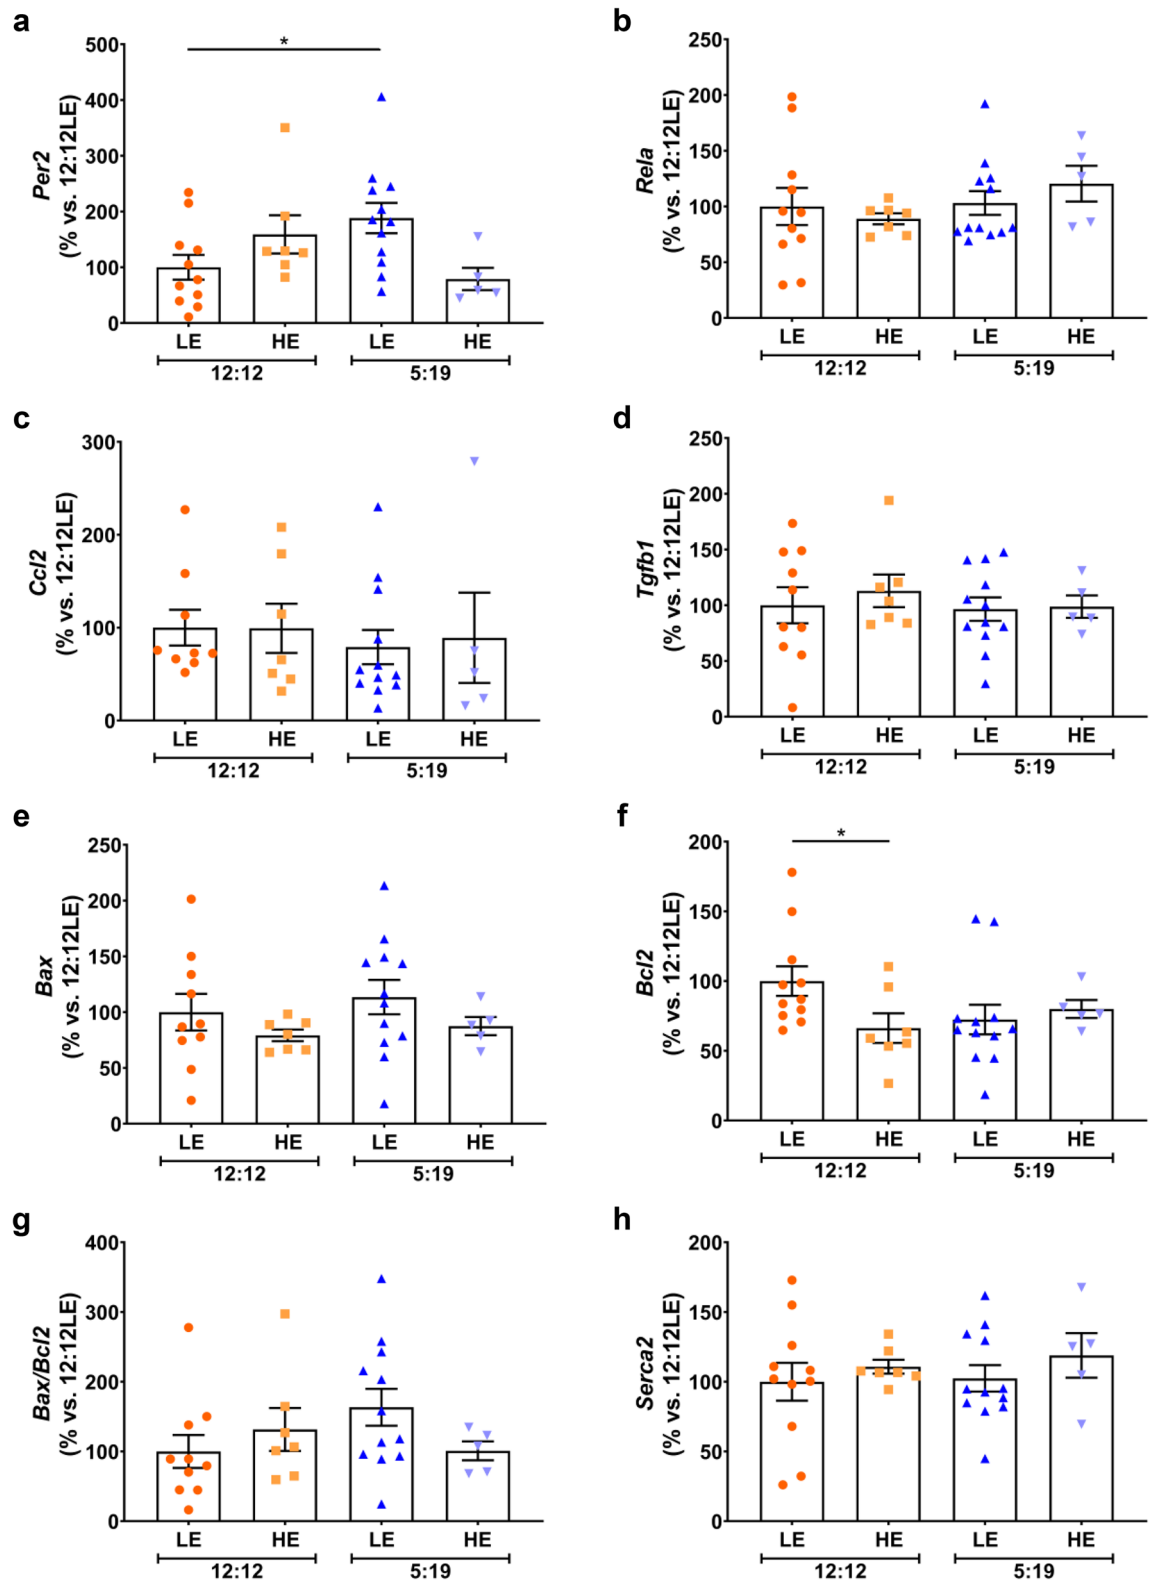 a
500
400
300
200
100
0
Per2
(% vs. 12:12LE)
*
LE HE LE HE
12:12 5:19
b
250
200
150
100
50
0
Rela
(% vs. 12:12LE)
LE HE LE HE
12:12 5:19
c
300
200
100
0
Ccl2
(% vs. 12:12LE)
LE HE LE HE
12:12 5:19
d
250
200
150
100
50
0
Tgfb1
(% vs. 12:12LE)
LE HE LE HE
12:12 5:19
e
250
200
150
100
50
0
Bax
(% vs. 12:12LE)
LE HE LE HE
12:12 5:19
f
200
150
100
50
0
Bcl2
(% vs. 12:12LE)
*
LE HE LE HE
12:12 5:19
g
400
300
200
100
0
Bax/Bcl2
(% vs. 12:12LE)
LE HE LE HE
12:12 5:19
h
200
150
100
50
0
Serca2
(% vs. 12:12LE)
LE HE LE HE
12:12 5:19